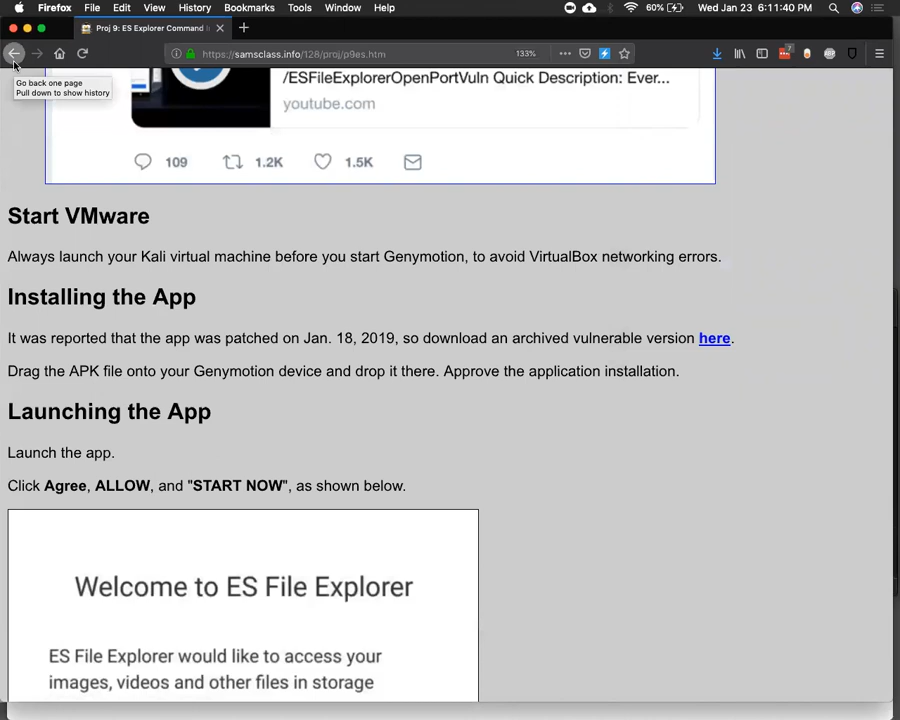 Firefox File Edit View History Bookmarks Tools Window Help 60% Wed Jan 23 6:11:40 PM
Proj 9: ES Explorer Command I
https://samsclass.info/128/proj/p9es.htm 133% 7
Go back one page
Pull down to show history
/ESFileExplorerOpenPortVuln Quick Description: Ever...
youtube.com
109 1.2K 1.5K
Start VMware
Always launch your Kali virtual machine before you start Genymotion, to avoid VirtualBox networking errors.
Installing the App
It was reported that the app was patched on Jan. 18, 2019, so download an archived vulnerable version here.
Drag the APK file onto your Genymotion device and drop it there. Approve the application installation.
Launching the App
Launch the app.
Click Agree, ALLOW, and "START NOW", as shown below.
Welcome to ES File Explorer
ES File Explorer would like to access your
images, videos and other files in storage